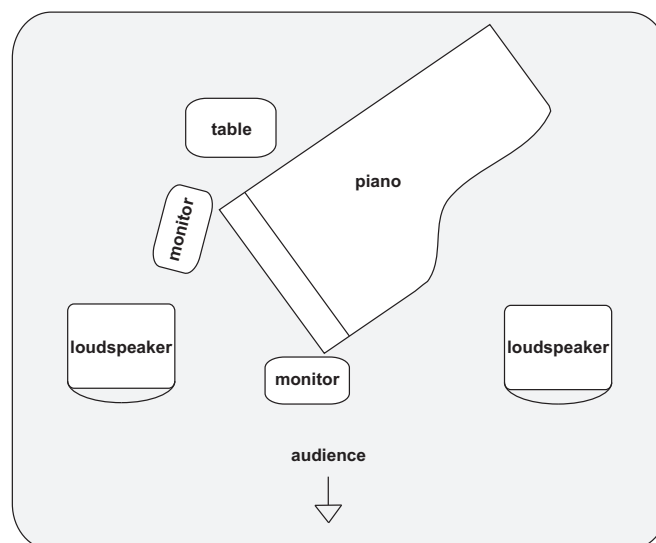 table
piano
monitor
loudspeaker
loudspeaker
monitor
audience